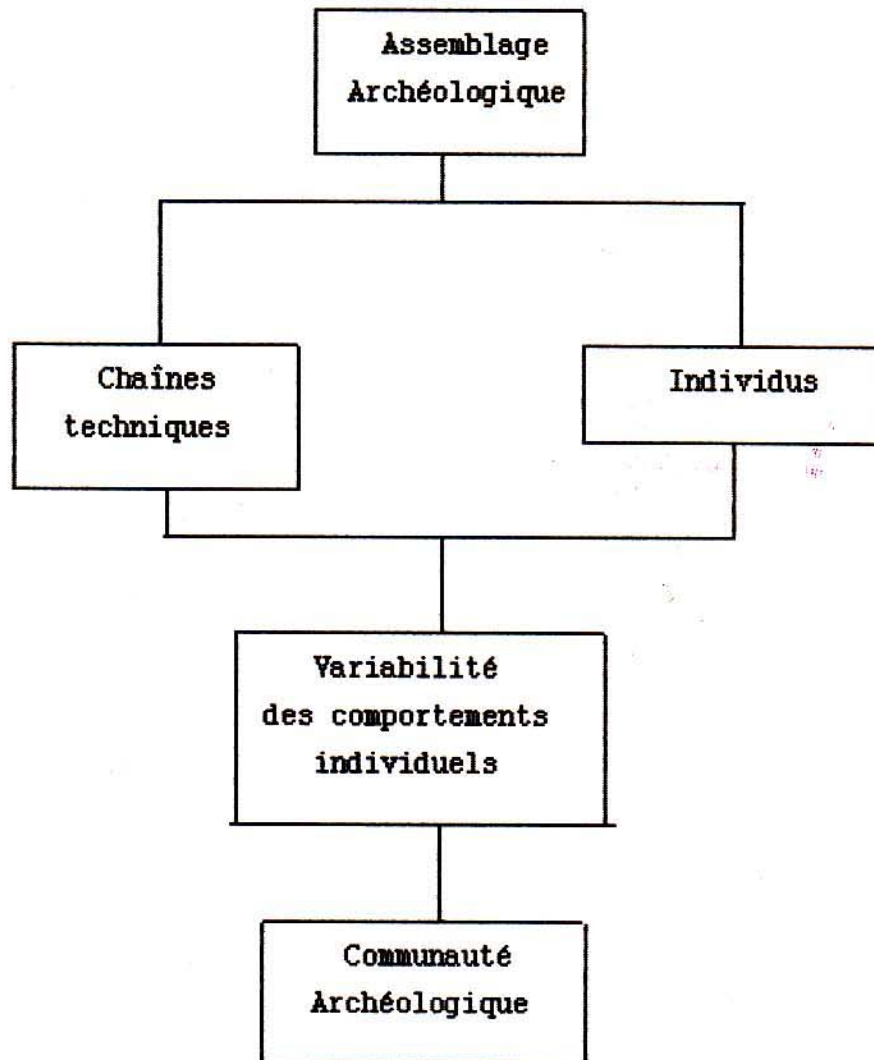 Assemblage
Archéologique
Chaînes
techniques
Individus
Variabilité
des comportements
individuels
Communauté
Archéologique